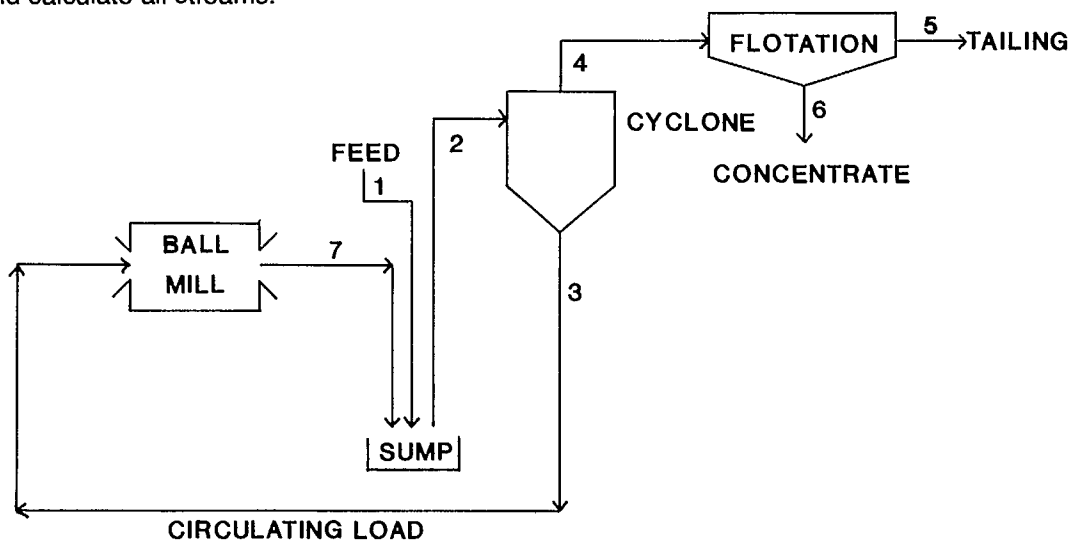 nd calculate all streams.
FLOTATION
5
TAILING
4
6
CYCLONE
2
CONCENTRATE
FEED
1
BALL
MILL
7
3
SUMP
CIRCULATING LOAD